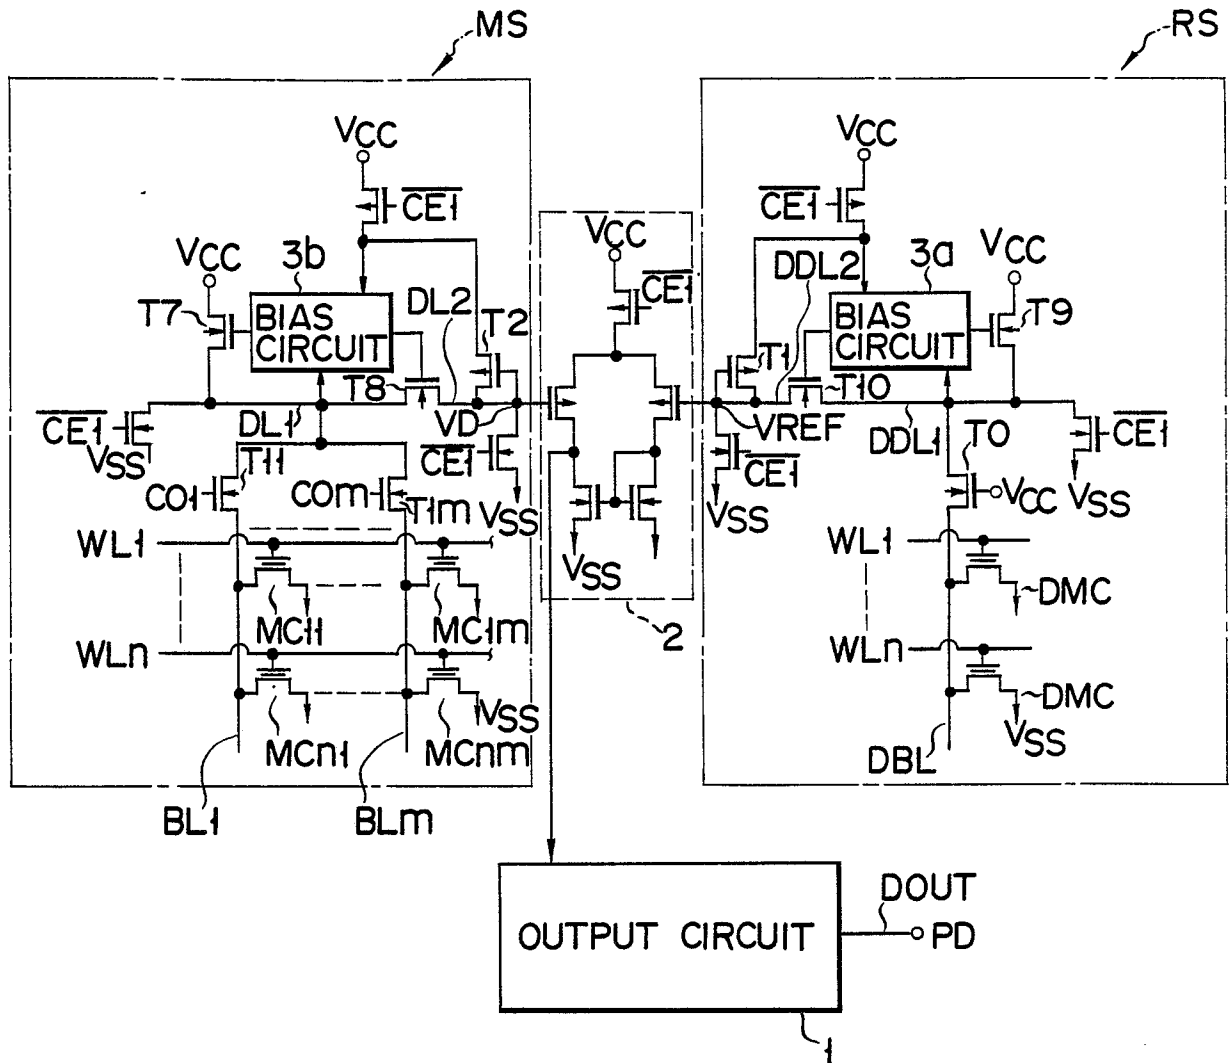 MS
RS
VCC
VCC
CE1
CE1
VCC
VCC
VCC
3b
DDL2
3a
T7
BIAS
CIRCUIT
DL2
T2
CE1
T1
BIAS
CIRCUIT
T9
T8
T10
CE1
VSS
DL1
VD
VREF
DDL1
T0
CE1
T11
CE1
CE1
CO1
COm
T1m
VSS
VSS
VCC
VSS
WL1
VSS
WL1
MC11
MC1m
DMC
WLn
2
WLn
VSS
DMC
MCn1
MCnm
DBL
VSS
BL1
BLm
OUTPUT CIRCUIT
DOUT
PD
1